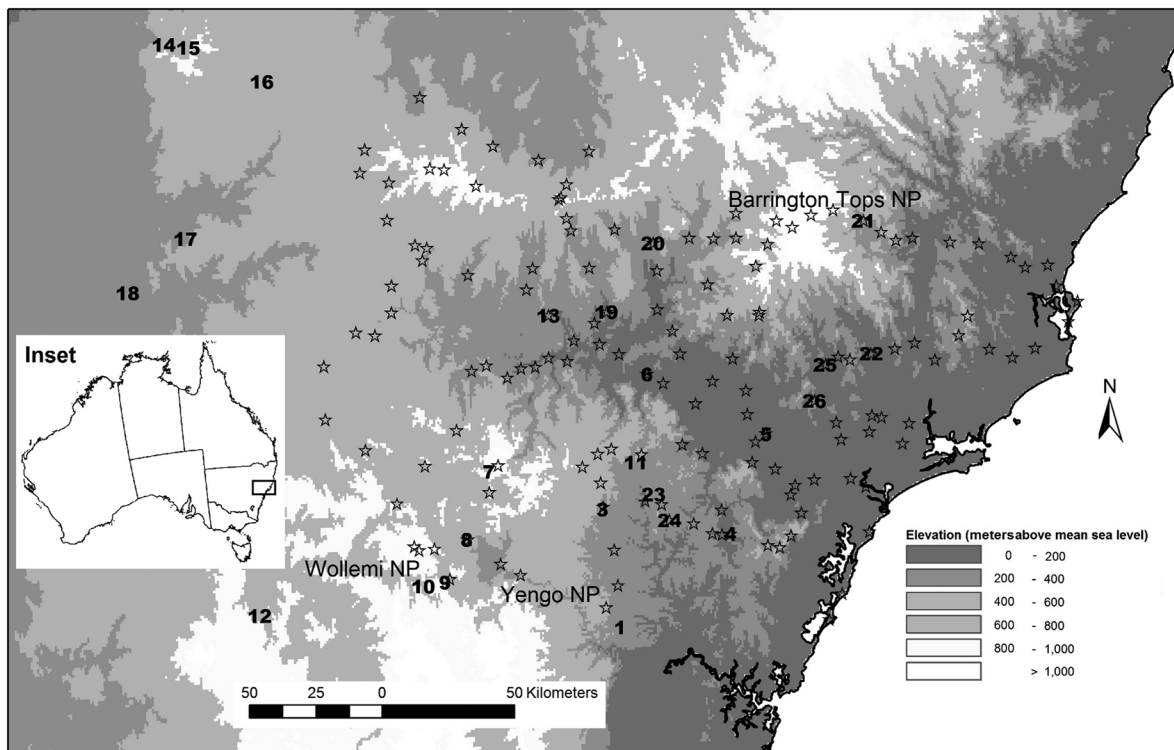 14 15
16
Barrington Tops NP
21
17
20
18
13 19
Inset
6
25 22
26
N
5
7
11
23
3
24
4
8
Wollemi NP
10 9
Yengo NP
12
1
50 25 0 50 Kilometers
Elevation (meters above mean sea level)
0 - 200
200 - 400
400 - 600
600 - 800
800 - 1,000
> 1,000